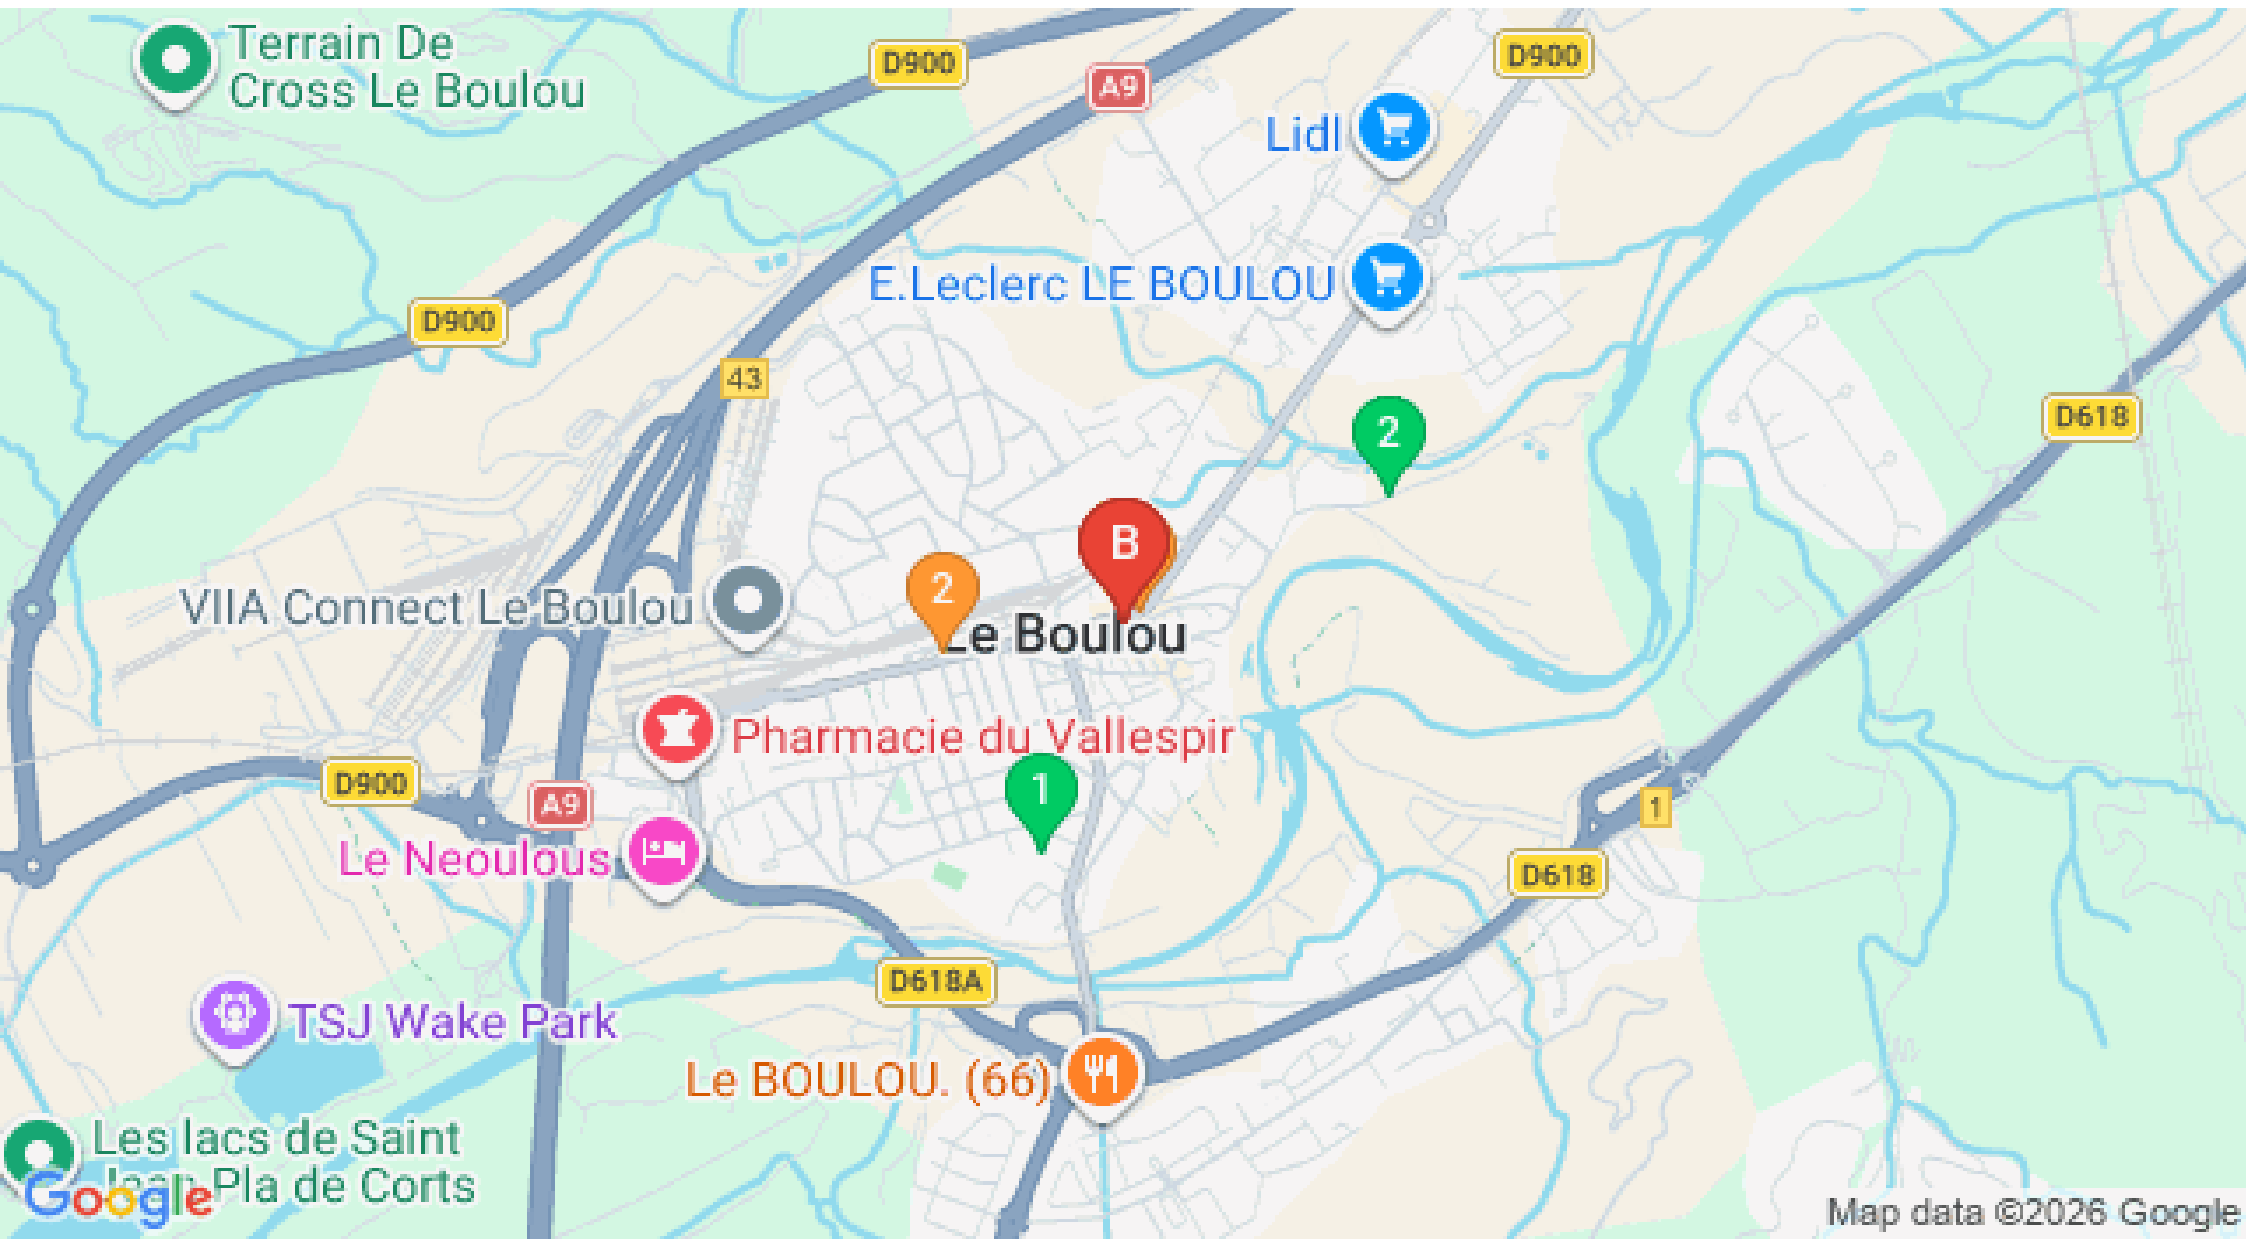 Terrain De
Cross Le Boulou
D900
A9
D900
Lidl
E.Leclerc LE BOULOU
D900
43
D618
2
B
2
VIIA Connect Le Boulou
Le Boulou
Pharmacie du Vallespir
1
D900
A9
1
Le Neoulous
D618
D618A
TSJ Wake Park
Le BOULOU. (66)
Les lacs de Saint
Jean-Pla de Corts
Google
Map data ©2026 Google